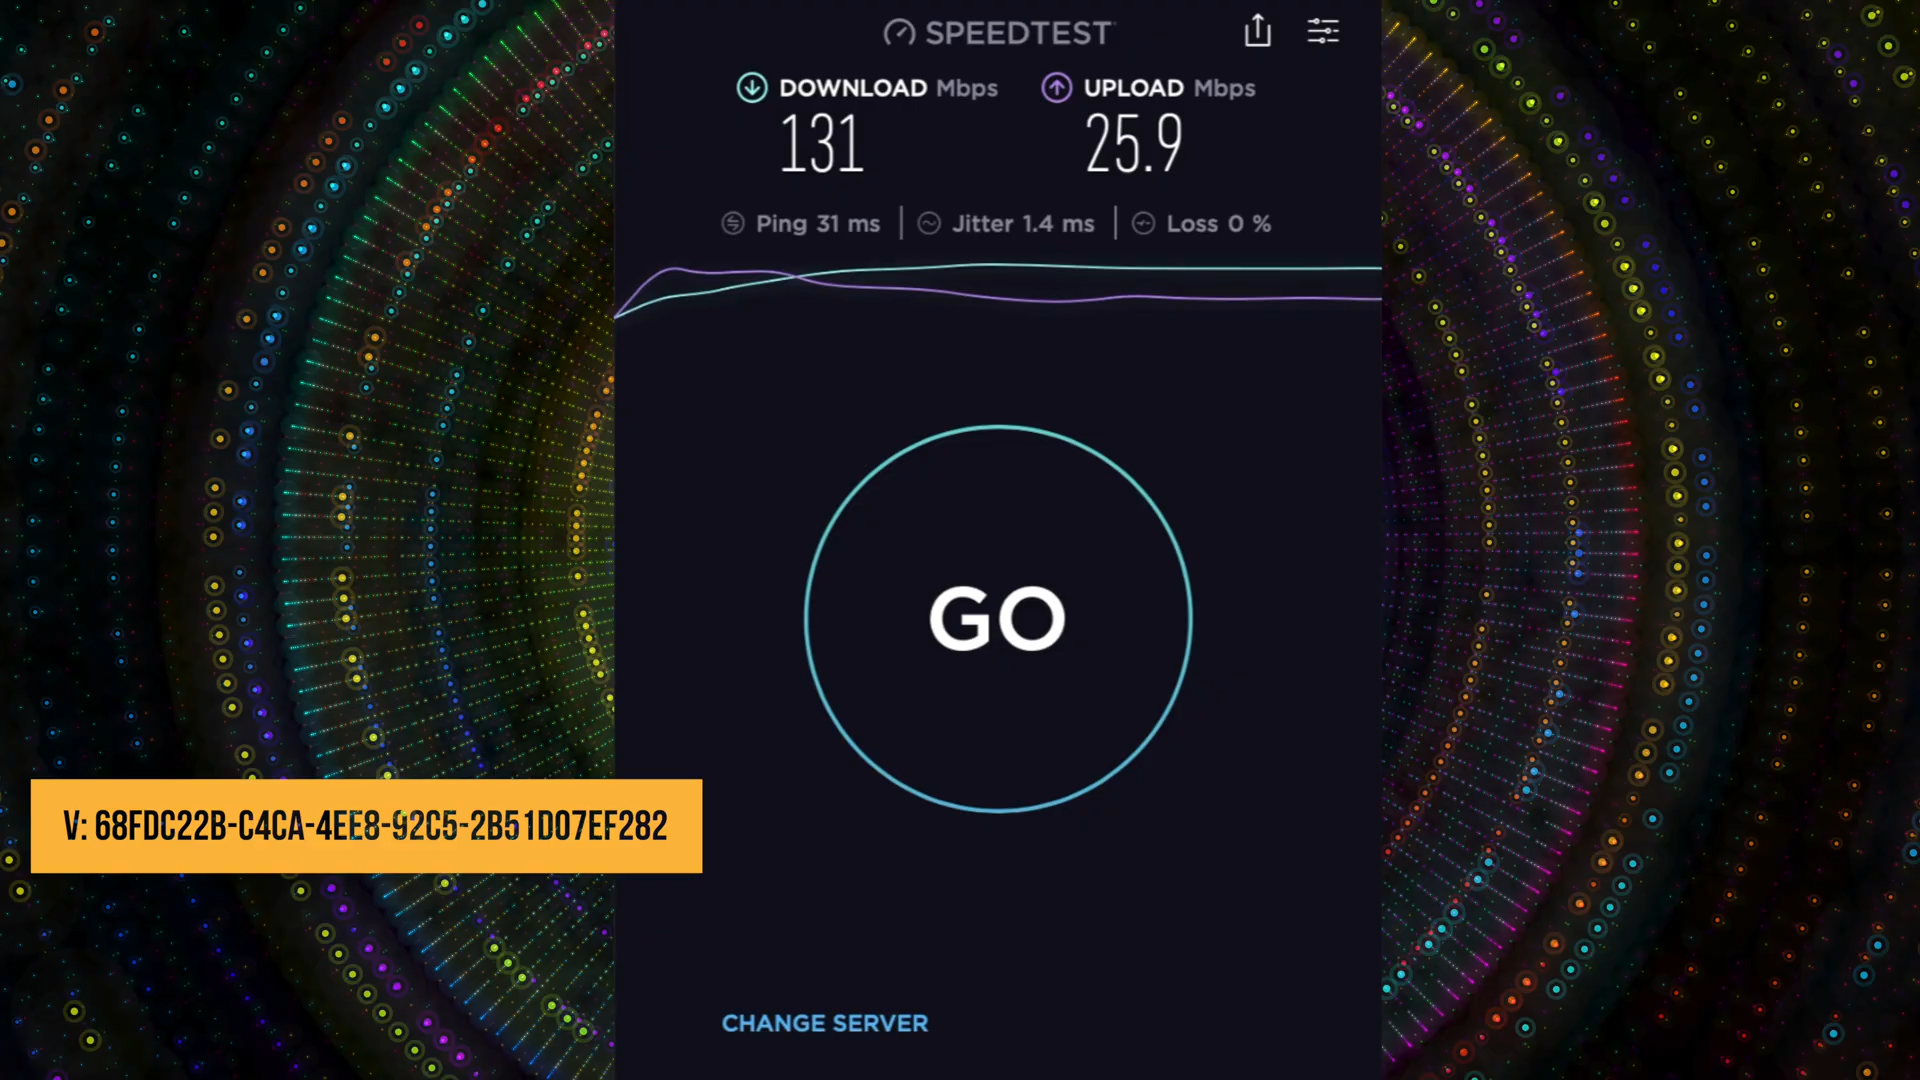 SPEEDTEST
DOWNLOAD Mbps
131
UPLOAD Mbps
25.9
Ping 31 ms
Jitter 1.4 ms
Loss 0 %
GO
V: 68FDC22B-C4CA-4EE8-92C5-2B51D07EF282
CHANGE SERVER